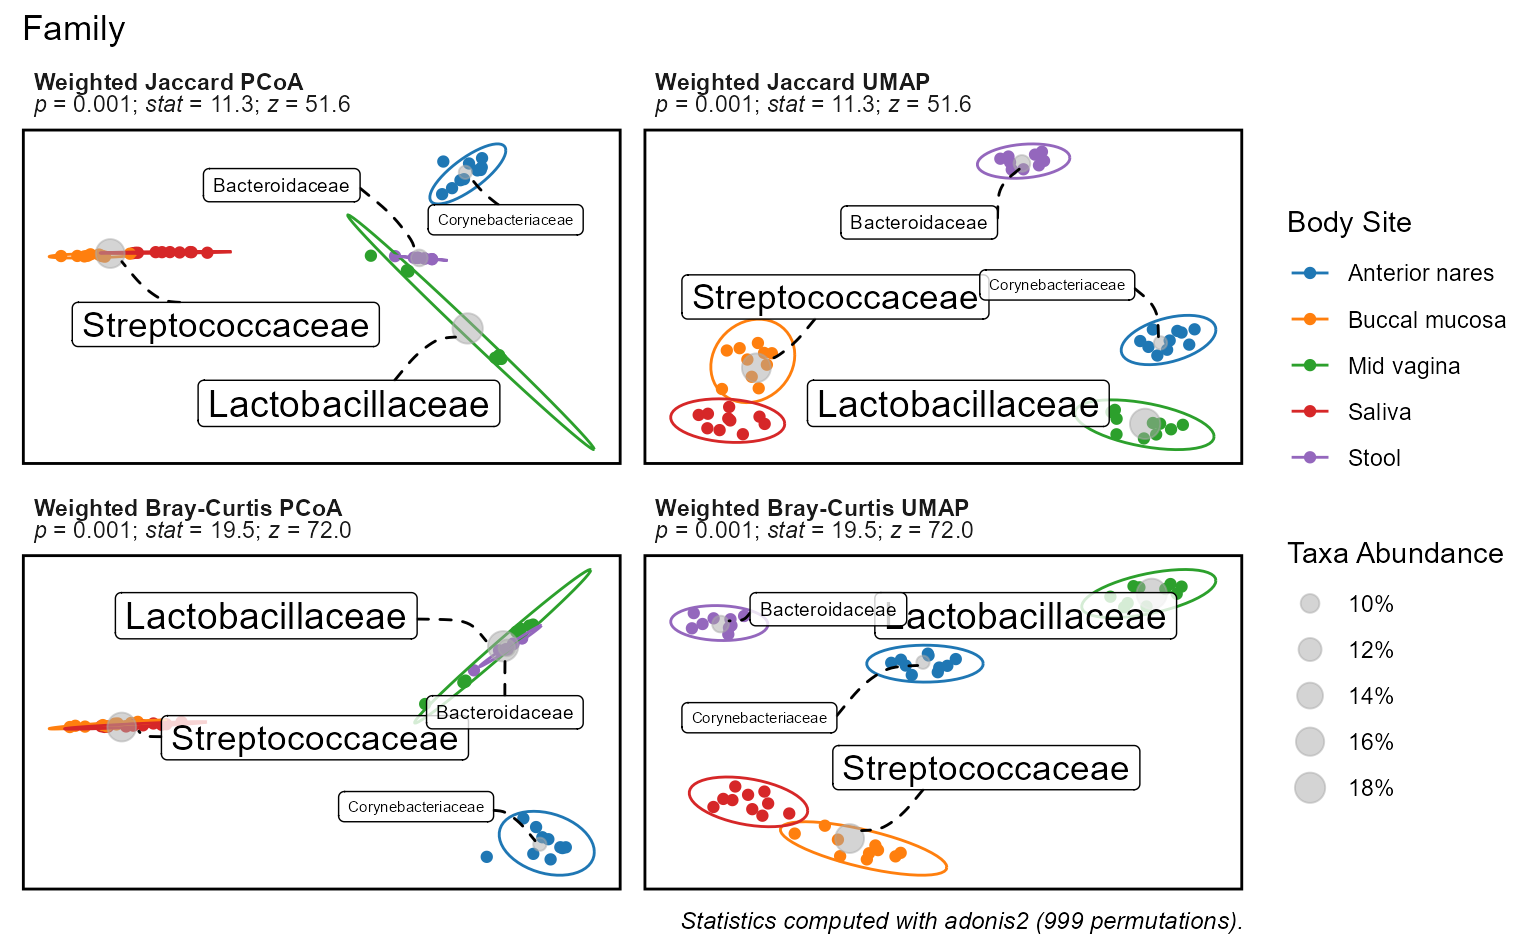 Family
Weighted Jaccard PCoA
p = 0.001; stat = 11.3; z = 51.6
Bacteroidaceae
Corynebacteriaceae
Streptococcaceae
Lactobacillaceae
Weighted Jaccard UMAP
p = 0.001; stat = 11.3; z = 51.6
Bacteroidaceae
Streptococcaceae
Corynebacteriaceae
Lactobacillaceae
Weighted Bray-Curtis PCoA
p = 0.001; stat = 19.5; z = 72.0
Lactobacillaceae
Bacteroidaceae
Streptococcaceae
Corynebacteriaceae
Weighted Bray-Curtis UMAP
p = 0.001; stat = 19.5; z = 72.0
Bacteroidaceae
Lactobacillaceae
Corynebacteriaceae
Streptococcaceae
Body Site
Anterior nares
Buccal mucosa
Mid vagina
Saliva
Stool
Taxa Abundance
10%
12%
14%
16%
18%
Statistics computed with adonis2 (999 permutations).